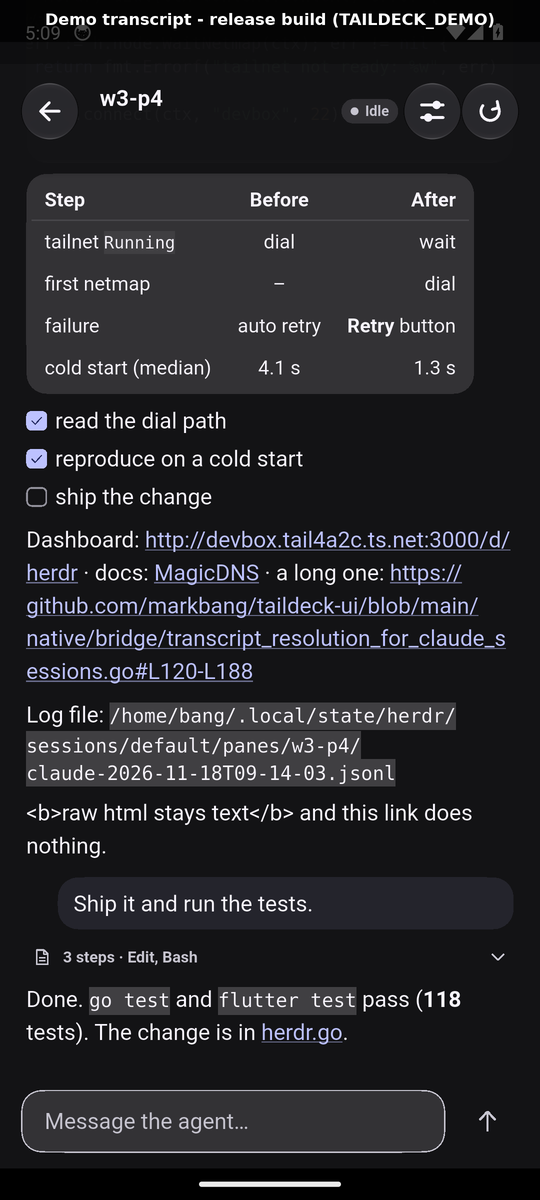 Demo transcript - release build (TAILDECK_DEMO)
5:09
w3-p4
Idle
Step Before After
tailnet Running dial wait
first netmap – dial
failure auto retry Retry button
cold start (median) 4.1 s 1.3 s
read the dial path
reproduce on a cold start
ship the change
Dashboard: http://devbox.tail4a2c.ts.net:3000/d/
herdr · docs: MagicDNS · a long one: https://
github.com/markbang/taildeck-ui/blob/main/
native/bridge/transcript_resolution_for_claude_s
essions.go#L120-L188
Log file: /home/bang/.local/state/herdr/
sessions/default/panes/w3-p4/
claude-2026-11-18T09-14-03.jsonl
<b>raw html stays text</b> and this link does
nothing.
Ship it and run the tests.
3 steps · Edit, Bash
Done. go test and flutter test pass (118
tests). The change is in herdr.go.
Message the agent…